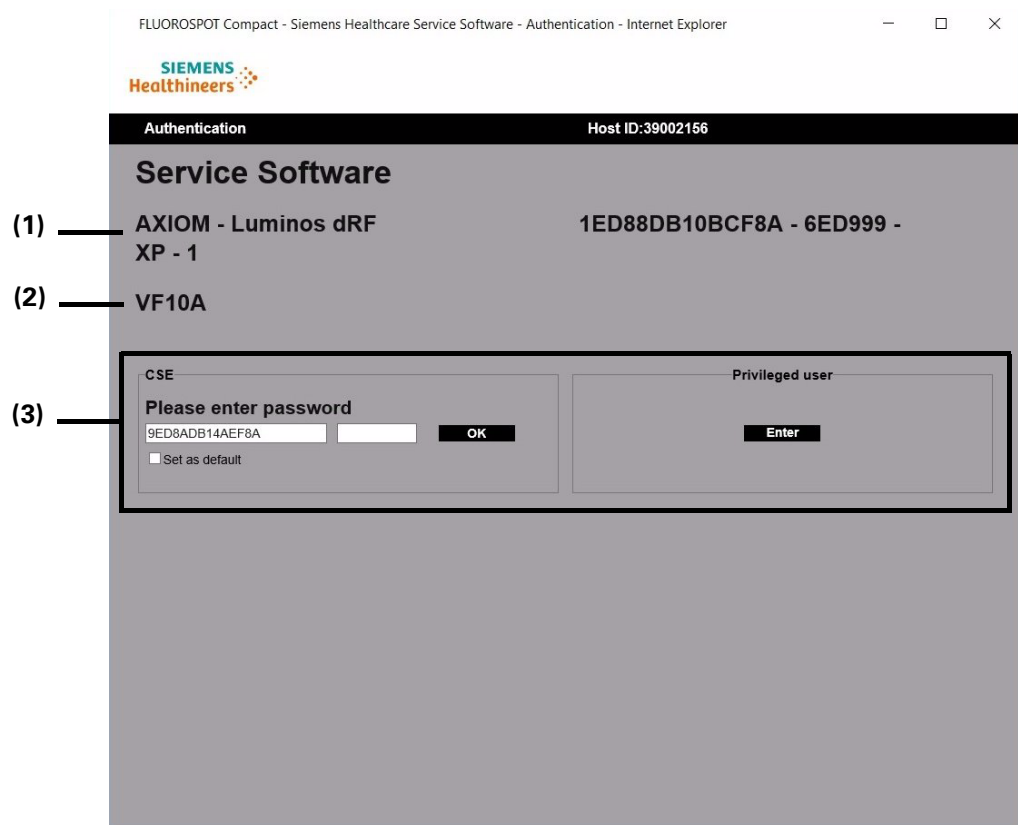 FLUOROSPOT Compact - Siemens Healthcare Service Software - Authentication - Internet Explorer
SIEMENS
Healthineers
Authentication Host ID:39002156
Service Software
(1) AXIOM - Luminos dRF 1ED88DB10BCF8A - 6ED999 -
XP - 1
(2) VF10A
CSE Privileged user
(3) Please enter password
9ED8ADB14AEF8A OK Enter
Set as default